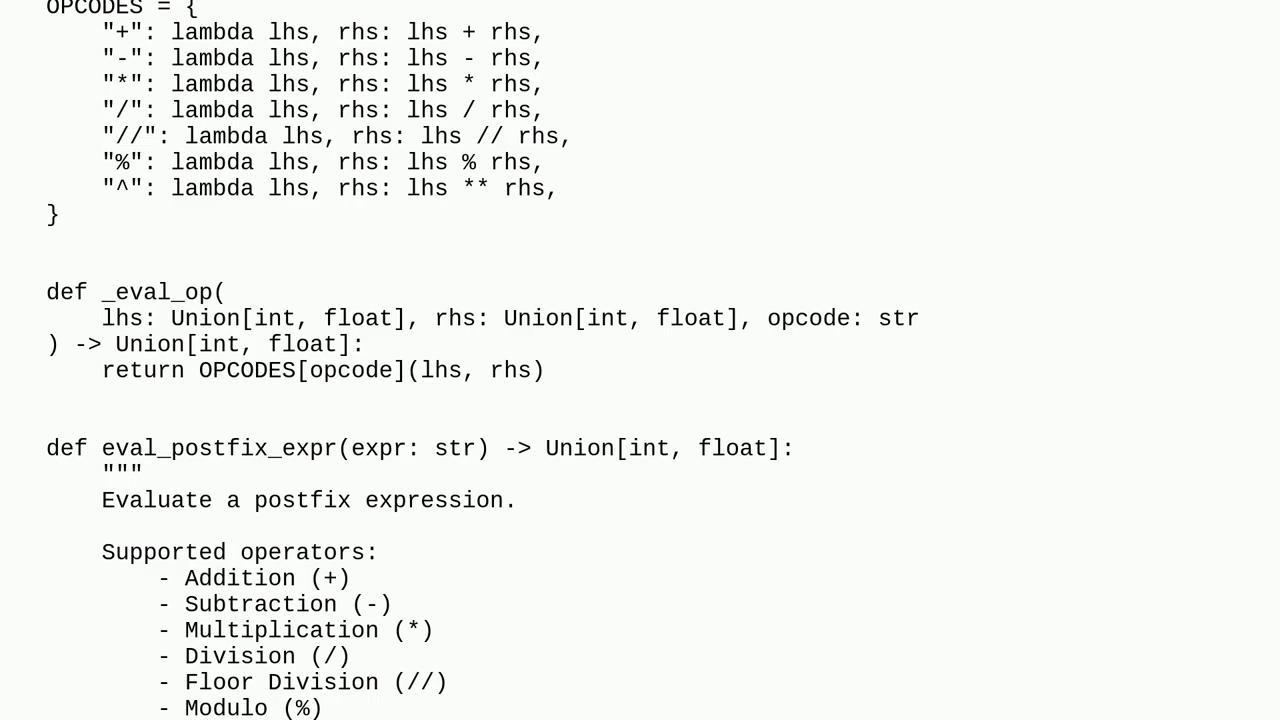 OPCODES = {
    "+": lambda lhs, rhs: lhs + rhs,
    "-": lambda lhs, rhs: lhs - rhs,
    "*": lambda lhs, rhs: lhs * rhs,
    "/": lambda lhs, rhs: lhs / rhs,
    "//": lambda lhs, rhs: lhs // rhs,
    "%": lambda lhs, rhs: lhs % rhs,
    "^": lambda lhs, rhs: lhs ** rhs,
}
def _eval_op(
    lhs: Union[int, float], rhs: Union[int, float], opcode: str
) -> Union[int, float]:
    return OPCODES[opcode](lhs, rhs)
def eval_postfix_expr(expr: str) -> Union[int, float]:
    """
    Evaluate a postfix expression.
    Supported operators:
        - Addition (+)
        - Subtraction (-)
        - Multiplication (*)
        - Division (/)
        - Floor Division (//)
        - Modulo (%)